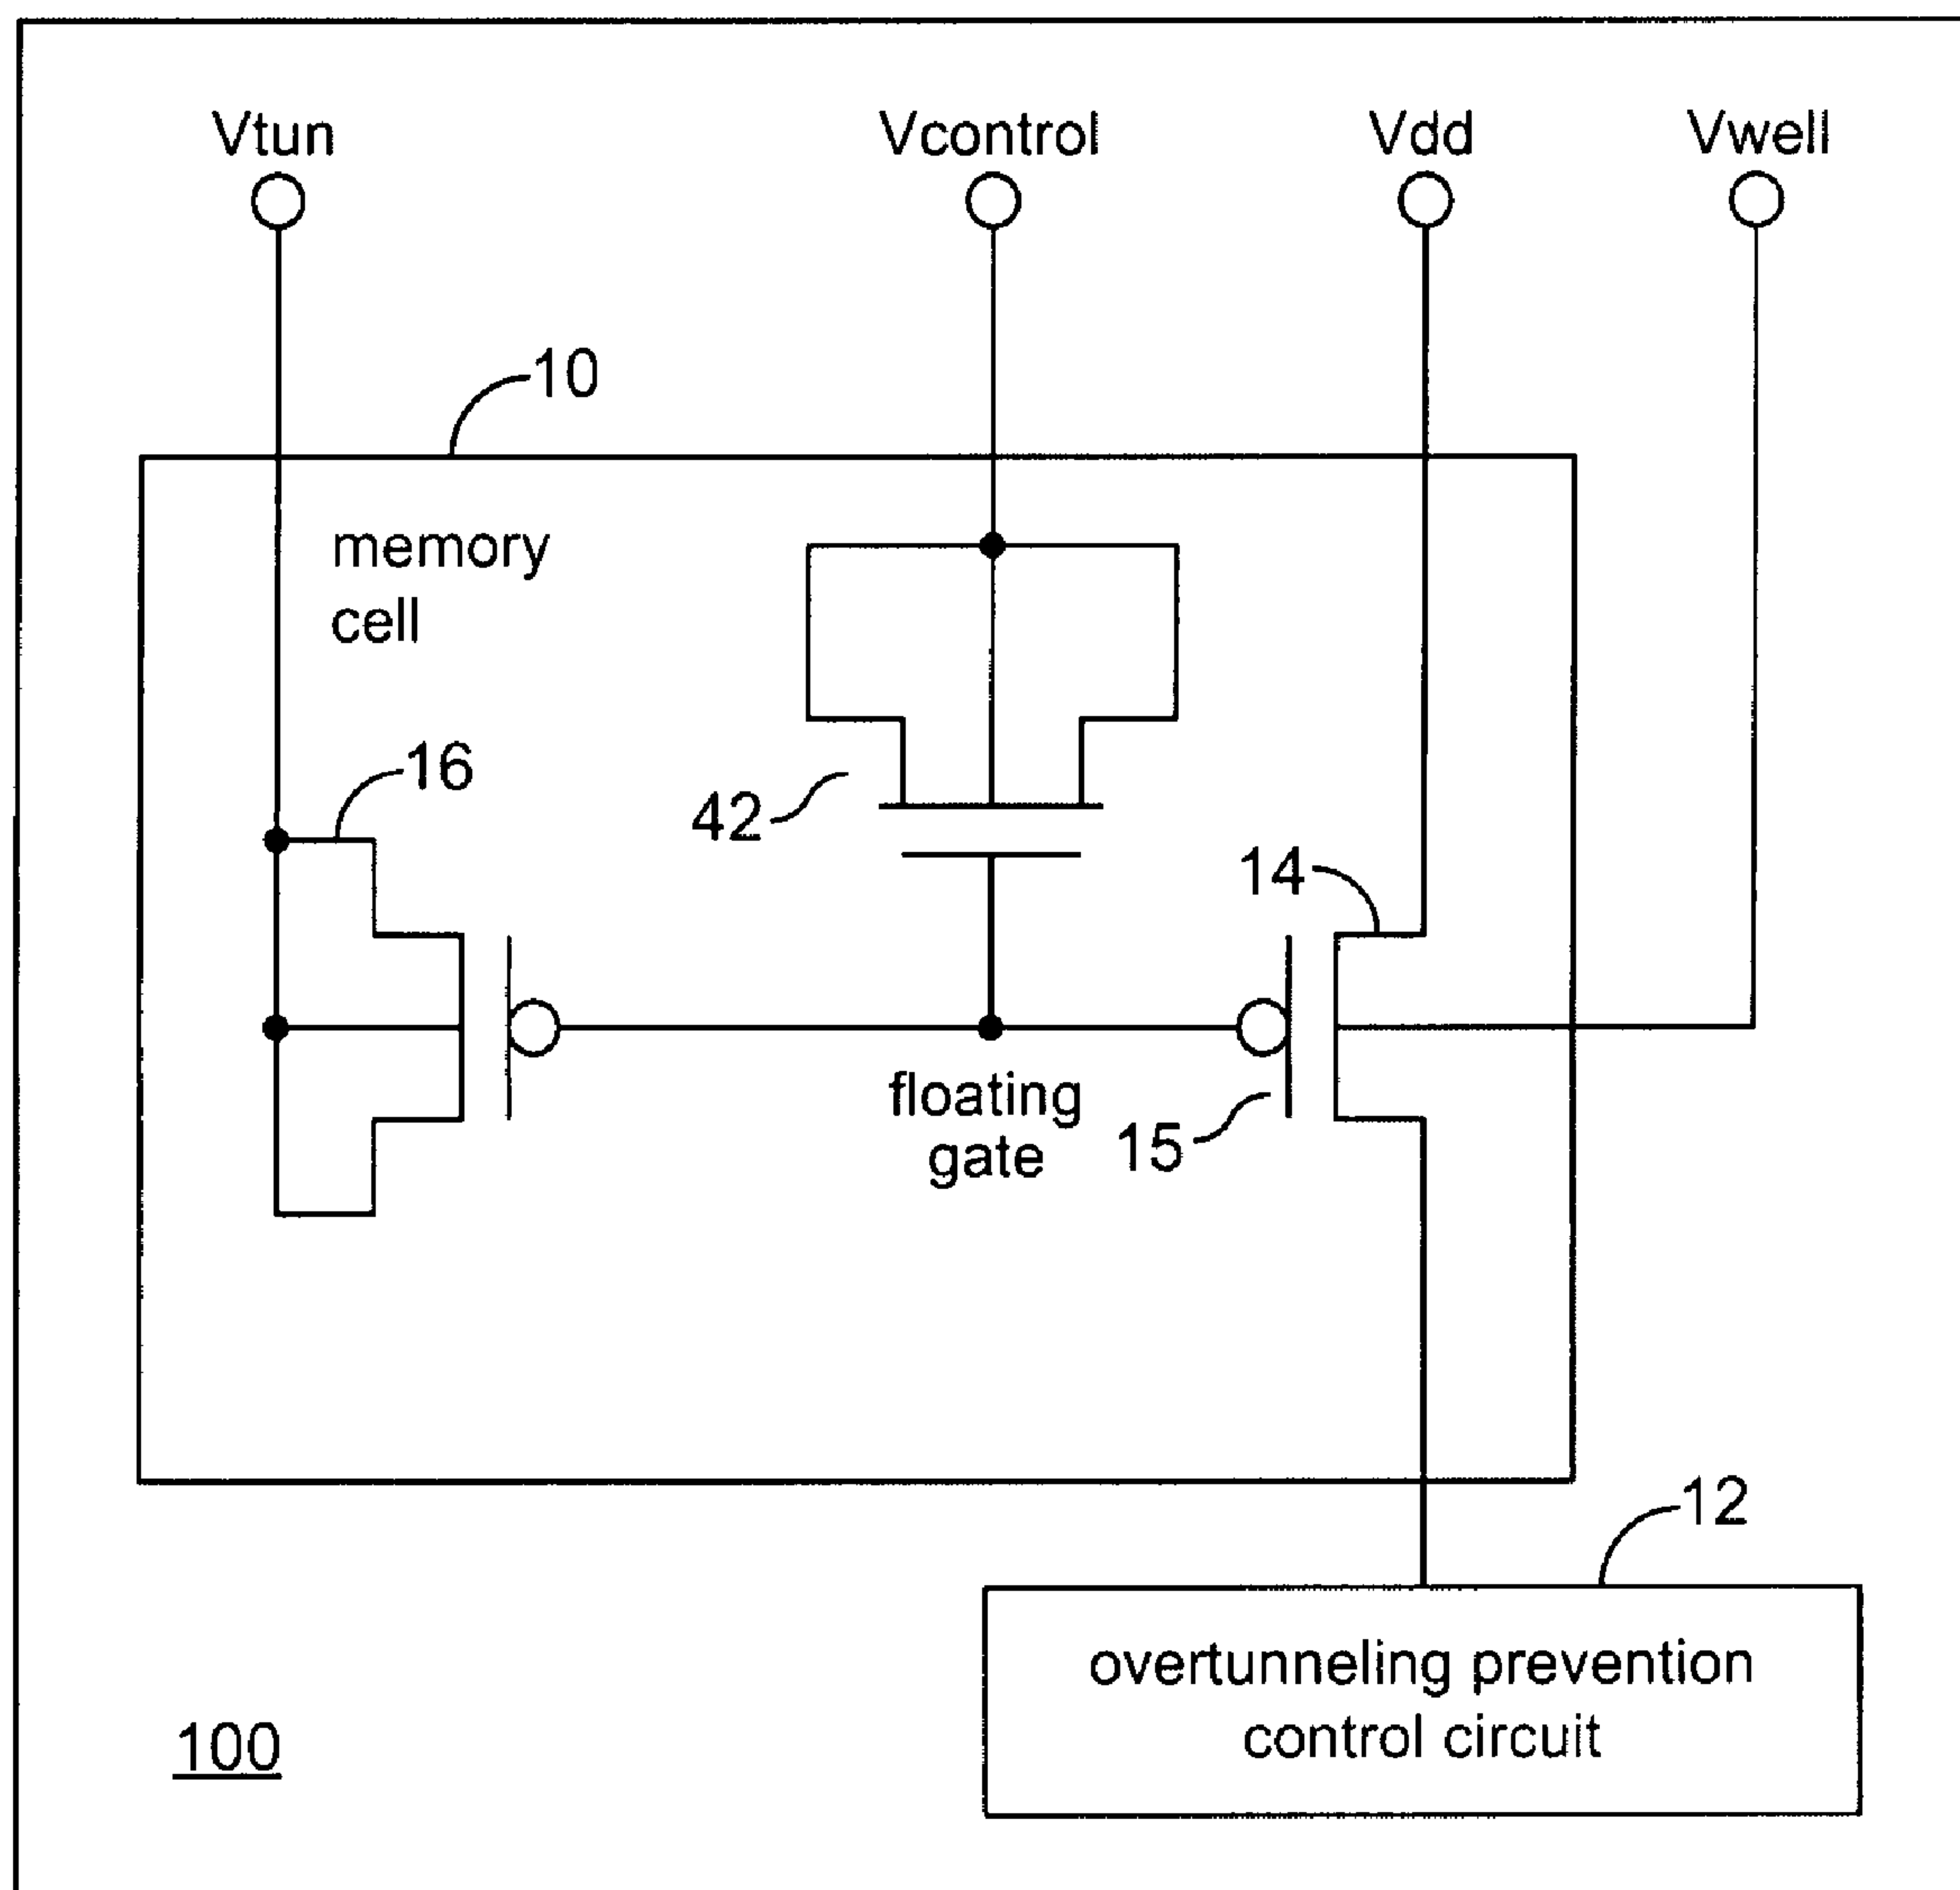 Vtun Vcontrol Vdd Vwell
10
memory
cell
16
42
14
floating
gate
15
12
overtunneling prevention
control circuit
100